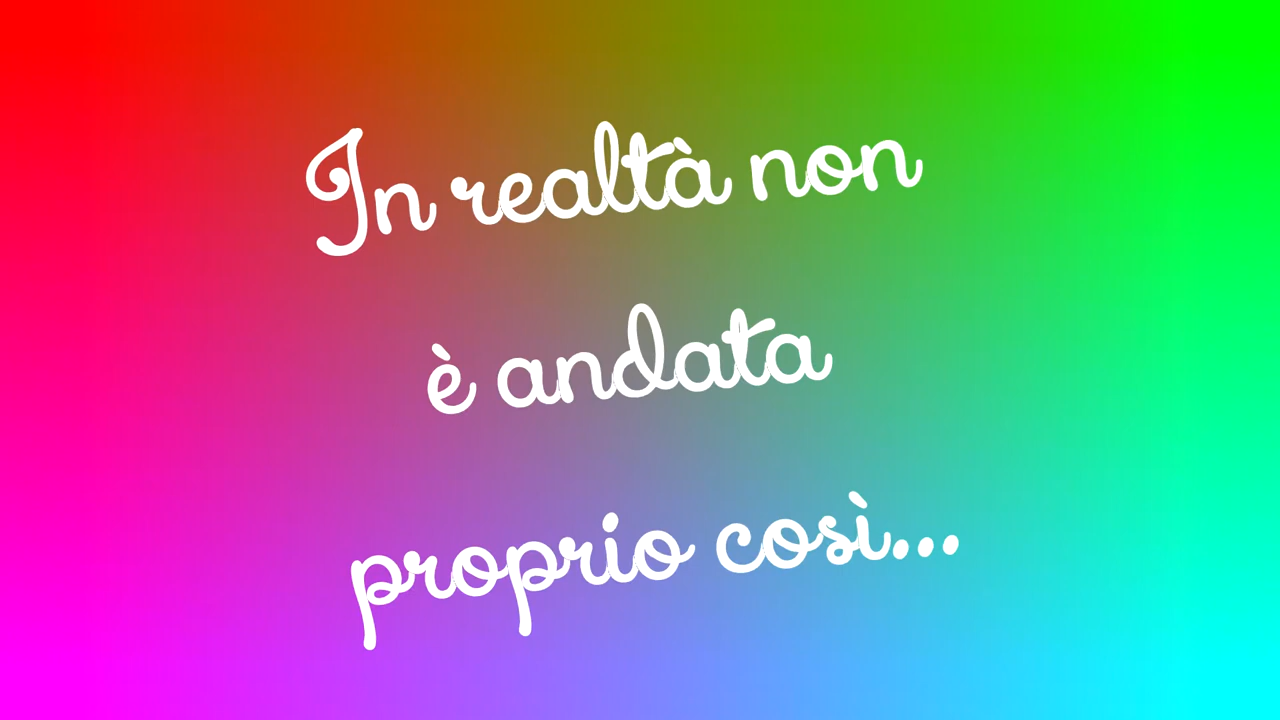 In realtà non
è andata
proprio così...